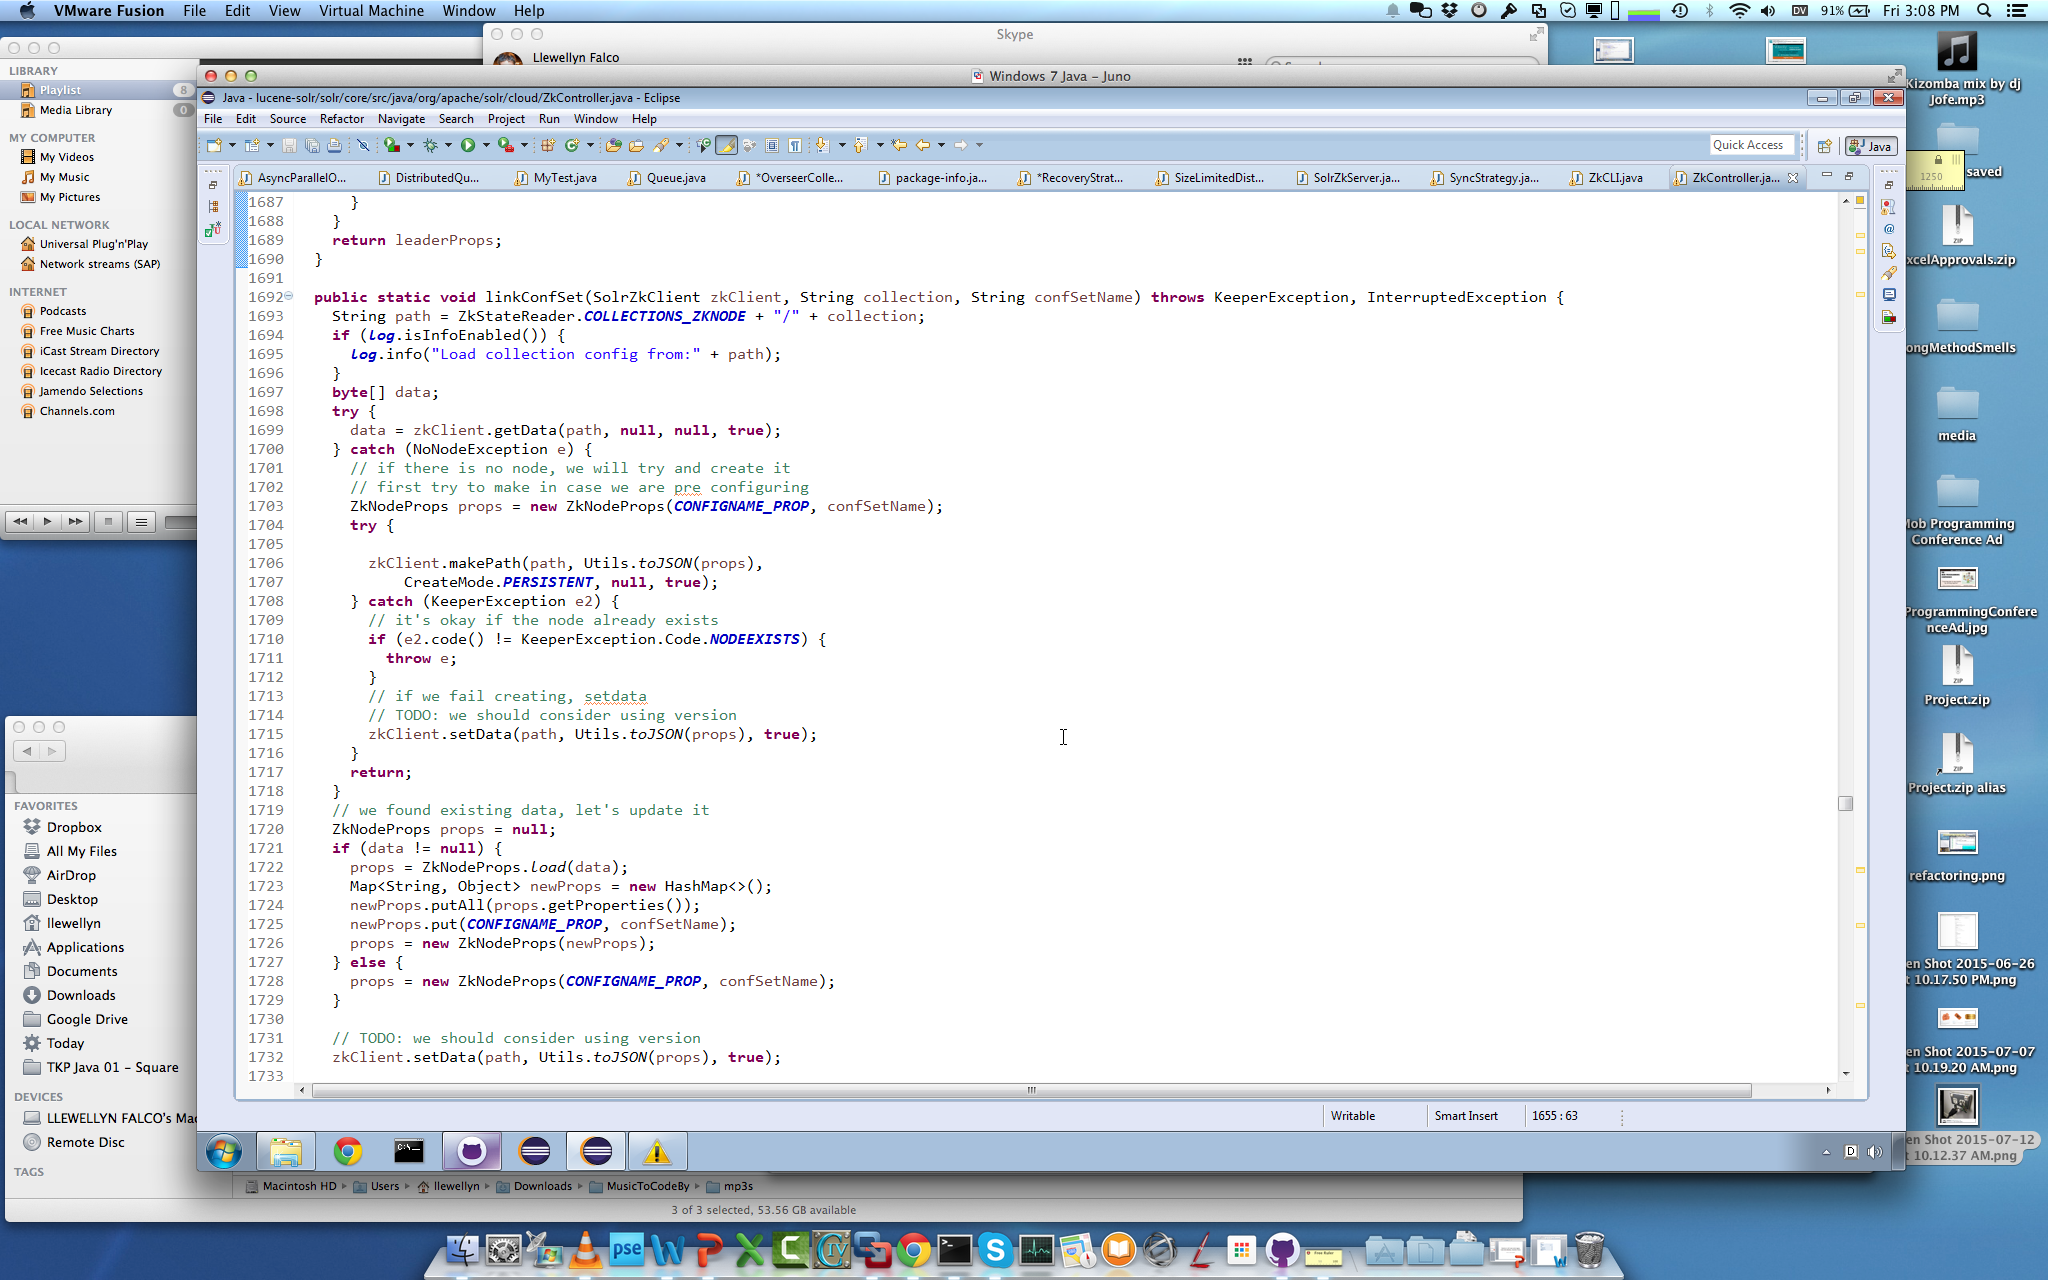 VMware Fusion File Edit View Virtual Machine Window Help
DV 91% Fri 3:08 PM
Skype
Llewellyn Falco
LIBRARY
Playlist 8
Media Library 0
MY COMPUTER
My Videos
My Music
My Pictures
LOCAL NETWORK
Universal Plug'n'Play
Network streams (SAP)
INTERNET
Podcasts
Free Music Charts
iCast Stream Directory
Icecast Radio Directory
Jamendo Selections
Channels.com
FAVORITES
Dropbox
All My Files
AirDrop
Desktop
llewellyn
Applications
Documents
Downloads
Google Drive
Today
TKP Java 01 – Square
DEVICES
LLEWELLYN FALCO's Mac
Remote Disc
TAGS
Windows 7 Java – Juno
Java - lucene-solr/solr/core/src/java/org/apache/solr/cloud/ZkController.java - Eclipse
File Edit Source Refactor Navigate Search Project Run Window Help
Quick Access Java
AsyncParallelO... DistributedQu... MyTest.java Queue.java *OverseerColle... package-info.ja... *RecoveryStrat... SizeLimitedDist... SolrZkServer.ja... SyncStrategy.ja... ZkCLI.java ZkController.ja...
1687 }
1688 }
1689 return leaderProps;
1690 }
1691
1692 public static void linkConfSet(SolrZkClient zkClient, String collection, String confSetName) throws KeeperException, InterruptedException {
1693 String path = ZkStateReader.COLLECTIONS_ZKNODE + "/" + collection;
1694 if (log.isInfoEnabled()) {
1695 log.info("Load collection config from:" + path);
1696 }
1697 byte[] data;
1698 try {
1699 data = zkClient.getData(path, null, null, true);
1700 } catch (NoNodeException e) {
1701 // if there is no node, we will try and create it
1702 // first try to make in case we are pre configuring
1703 ZkNodeProps props = new ZkNodeProps(CONFIGNAME_PROP, confSetName);
1704 try {
1705
1706 zkClient.makePath(path, Utils.toJSON(props),
1707 CreateMode.PERSISTENT, null, true);
1708 } catch (KeeperException e2) {
1709 // it's okay if the node already exists
1710 if (e2.code() != KeeperException.Code.NODEEXISTS) {
1711 throw e;
1712 }
1713 // if we fail creating, setdata
1714 // TODO: we should consider using version
1715 zkClient.setData(path, Utils.toJSON(props), true);
1716 }
1717 return;
1718 }
1719 // we found existing data, let's update it
1720 ZkNodeProps props = null;
1721 if (data != null) {
1722 props = ZkNodeProps.load(data);
1723 Map<String, Object> newProps = new HashMap<>();
1724 newProps.putAll(props.getProperties());
1725 newProps.put(CONFIGNAME_PROP, confSetName);
1726 props = new ZkNodeProps(newProps);
1727 } else {
1728 props = new ZkNodeProps(CONFIGNAME_PROP, confSetName);
1729 }
1730
1731 // TODO: we should consider using version
1732 zkClient.setData(path, Utils.toJSON(props), true);
1733
Writable Smart Insert 1655 : 63
D
Macintosh HD Users llewellyn Downloads MusicToCodeBy mp3s
3 of 3 selected, 53.56 GB available
Kizomba mix by dj
Jofe.mp3
saved
1250
ZIP
xcelApprovals.zip
ongMethodSmells
media
Mob Programming
Conference Ad
ProgrammingConfere
nceAd.jpg
ZIP
Project.zip
ZIP
Project.zip alias
refactoring.png
en Shot 2015-06-26
t 10.17.50 PM.png
en Shot 2015-07-07
t 10.19.20 AM.png
en Shot 2015-07-12
t 10.12.37 AM.png
pse